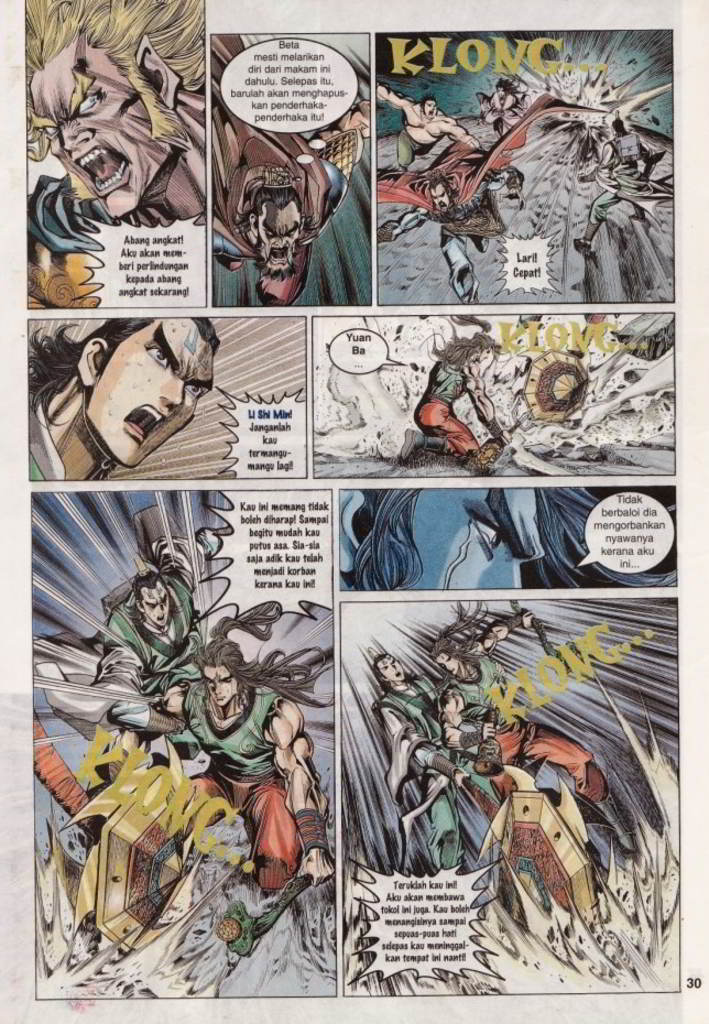 Abang angkat!
Aku akan mem-
beri perlindungan
kepada abang
angkat sekarang!
Beta
mesti melarikan
diri dari makam ini
dahulu. Selepas itu,
barulah akan menghapus-
kan penderhaka-
penderhaka itu!
KLONG...
Lari!
Cepat!
Li Shi Min!
Janganlah
kau
termangu-
mangu lagi!
Yuan
Ba
...
KLONG...
Kau ini memang tidak
boleh diharap! Sampai
begitu mudah kau
putus asa. Sia-sia
saja adik kau telah
menjadi korban
kerana kau ini!
KLONG...
Tidak
berbaloi dia
mengorbankan
nyawanya
kerana aku
ini...
KLONG...
Teruklah kau ini!
Aku akan membawa
tokol ini juga. Kau boleh
menangisinya sampai
sepuas-puas hati
selepas kau meninggal-
kan tempat ini nanti!
30